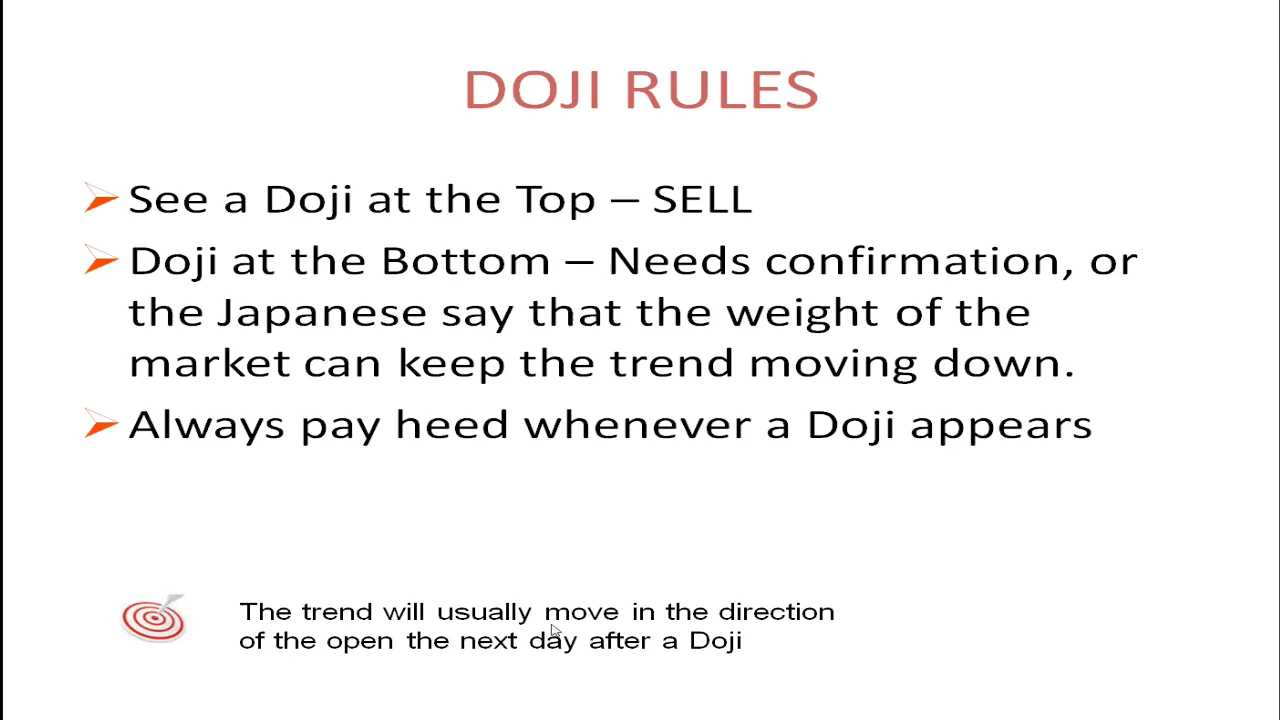 DOJI RULES
See a Doji at the Top – SELL
Doji at the Bottom – Needs confirmation, or
the Japanese say that the weight of the
market can keep the trend moving down.
Always pay heed whenever a Doji appears
The trend will usually move in the direction
of the open the next day after a Doji